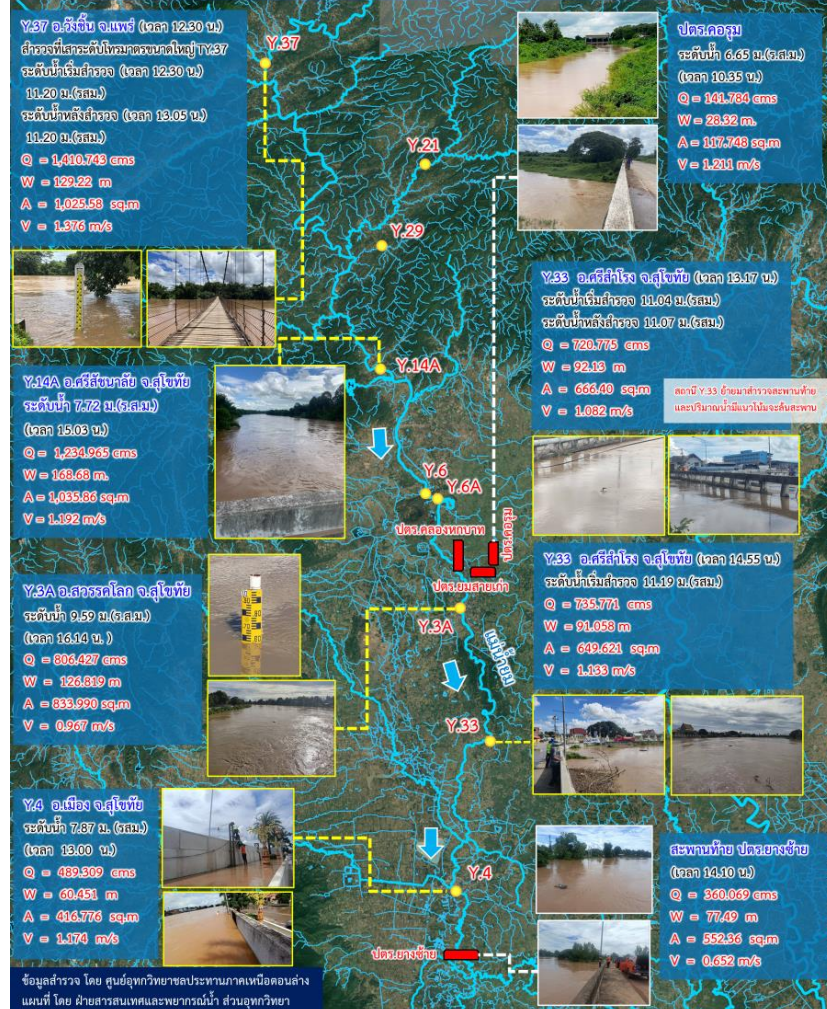 Y.37 อ.วังชิ้น จ.แพร่ (เวลา 12.30 น.)
สำรวจที่เสาระดับโทรมาตรขนาดใหญ่ TY.37
ระดับน้ำเริ่มสำรวจ (เวลา 12.30 น.)
11.20 ม.(รสม.)
ระดับน้ำหลังสำรวจ (เวลา 13.05 น.)
11.20 ม.(รสม.)
Q = 1,410.743 cms
W = 129.22 m
A = 1,025.58 sq.m
V = 1.376 m/s
Y.37
Y.21
Y.29
ปตร.คอรุม
ระดับน้ำ 6.65 ม.(ร.ส.ม.)
(เวลา 10.35 น.)
Q = 141.784 cms
W = 28.32 m.
A = 117.748 sq.m
V = 1.211 m/s
Y.33 อ.ศรีสำโรง จ.สุโขทัย (เวลา 13.17 น.)
ระดับน้ำเริ่มสำรวจ 11.04 ม.(รสม.)
ระดับน้ำหลังสำรวจ 11.07 ม.(รสม.)
Q = 720.775 cms
W = 92.13 m
A = 666.40 sq.m
V = 1.082 m/s
สถานี Y.33 ย้ายมาสำรวจสะพานท้าย
และปริมาณน้ำมีแนวโน้มจะล้นสะพาน
Y.14A
Y.14A อ.ศรีสัชนาลัย จ.สุโขทัย
ระดับน้ำ 7.72 ม.(ร.ส.ม.)
(เวลา 15.03 น.)
Q = 1,234.965 cms
W = 168.68 m.
A = 1,035.86 sq.m
V = 1.192 m/s
Y.6
Y.6A
ปตร.คลองหกบาท
ปตร.คอรุม
ปตร.ยมสายเก่า
Y.3A
แม่น้ำยม
Y.33
Y.3A อ.สวรรคโลก จ.สุโขทัย
ระดับน้ำ 9.59 ม.(ร.ส.ม.)
(เวลา 16.14 น. )
Q = 806.427 cms
W = 126.819 m
A = 833.990 sq.m
V = 0.967 m/s
Y.33 อ.ศรีสำโรง จ.สุโขทัย (เวลา 14.55 น.)
ระดับน้ำเริ่มสำรวจ 11.19 ม.(รสม.)
Q = 735.771 cms
W = 91.058 m
A = 649.621 sq.m
V = 1.133 m/s
Y.4 อ.เมือง จ.สุโขทัย
ระดับน้ำ 7.87 ม. (รสม.)
(เวลา 13.00 น.)
Q = 489.309 cms
W = 60.451 m
A = 416.776 sq.m
V = 1.174 m/s
Y.4
ปตร.ยางซ้าย
สะพานท้าย ปตร.ยางซ้าย
(เวลา 14.10 น.)
Q = 360.069 cms
W = 77.49 m
A = 552.36 sq.m
V = 0.652 m/s
ข้อมูลสำรวจ โดย ศูนย์อุทกวิทยาชลประทานภาคเหนือตอนล่าง
แผนที่ โดย ฝ่ายสารสนเทศและพยากรณ์น้ำ ส่วนอุทกวิทยา